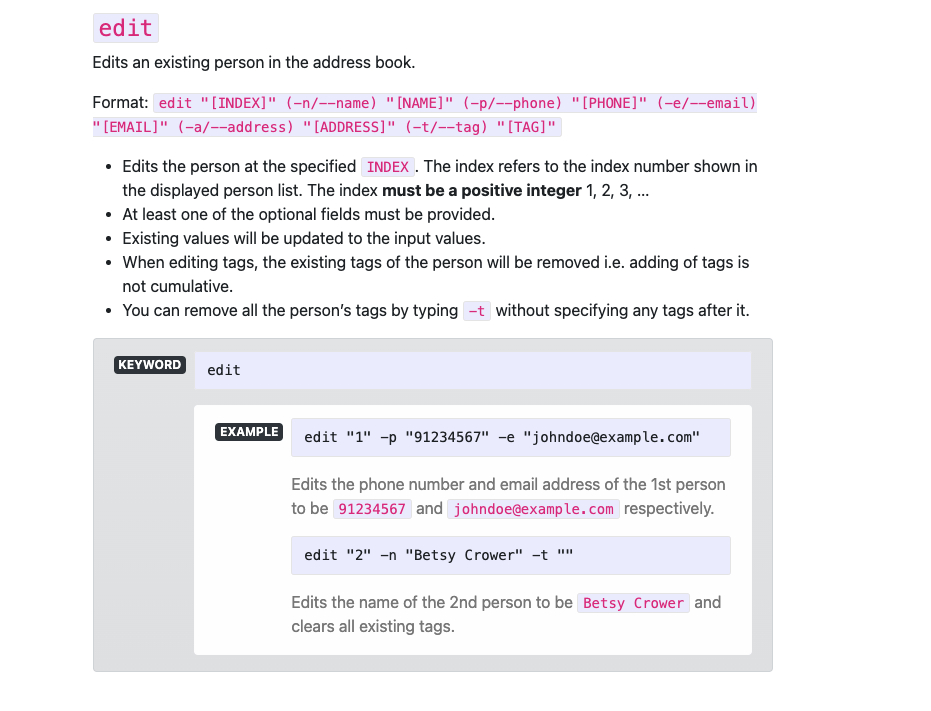 edit
Edits an existing person in the address book.
Format: edit "[INDEX]" (-n/--name) "[NAME]" (-p/--phone) "[PHONE]" (-e/--email)
"[EMAIL]" (-a/--address) "[ADDRESS]" (-t/--tag) "[TAG]"
• Edits the person at the specified INDEX. The index refers to the index number shown in
the displayed person list. The index must be a positive integer 1, 2, 3, …
• At least one of the optional fields must be provided.
• Existing values will be updated to the input values.
• When editing tags, the existing tags of the person will be removed i.e. adding of tags is
not cumulative.
• You can remove all the person’s tags by typing -t without specifying any tags after it.
KEYWORD edit
EXAMPLE edit "1" -p "91234567" -e "johndoe@example.com"
Edits the phone number and email address of the 1st person
to be 91234567 and johndoe@example.com respectively.
edit "2" -n "Betsy Crower" -t ""
Edits the name of the 2nd person to be Betsy Crower and
clears all existing tags.